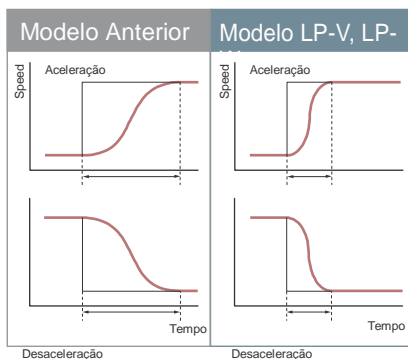 Modelo Anterior
Modelo LP-V, LP-
Speed
Aceleração
Speed
Aceleração
Tempo
Tempo
Desaceleração
Desaceleração